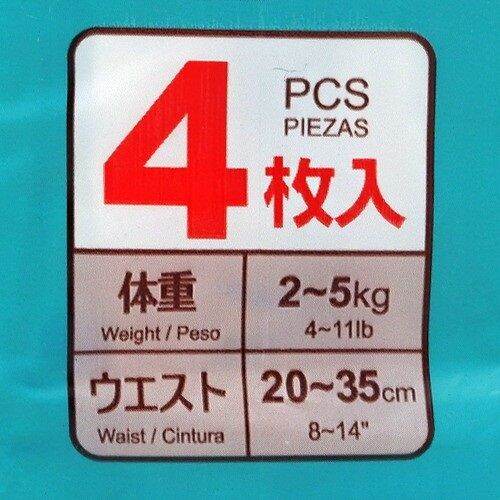 4枚入
PCS
PIEZAS
体重
Weight / Peso
2~5kg
4~11lb
ウエスト
Waist / Cintura
20~35cm
8~14"